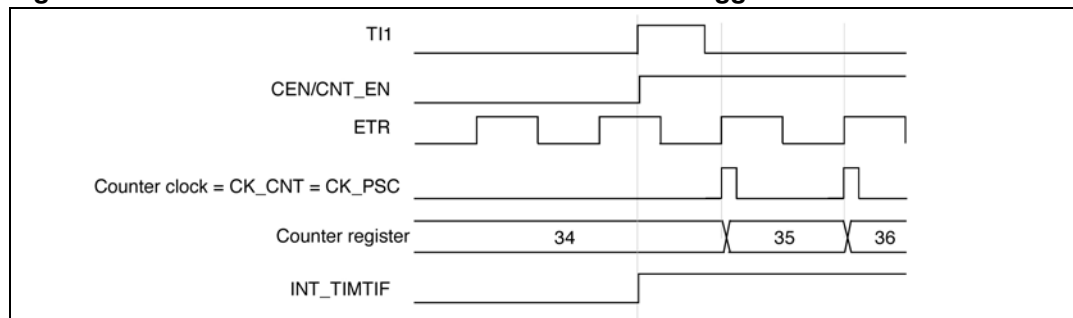 TI1
CEN/CNT_EN
ETR
Counter clock = CK_CNT = CK_PSC
Counter register 34 35 36
INT_TIMTIF